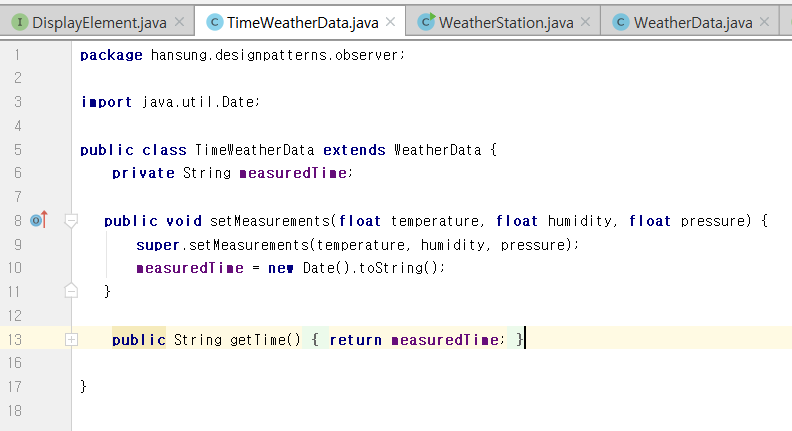 I DisplayElement.java × C TimeWeatherData.java × C WeatherStation.java × C WeatherData.java ×
1 package hansung.designpatterns.observer;
2
3 import java.util.Date;
4
5 public class TimeWeatherData extends WeatherData {
6 private String measuredTime;
7
8 public void setMeasurements(float temperature, float humidity, float pressure) {
9 super.setMeasurements(temperature, humidity, pressure);
10 measuredTime = new Date().toString();
11 }
12
13 public String getTime() { return measuredTime; }
16
17 }
18